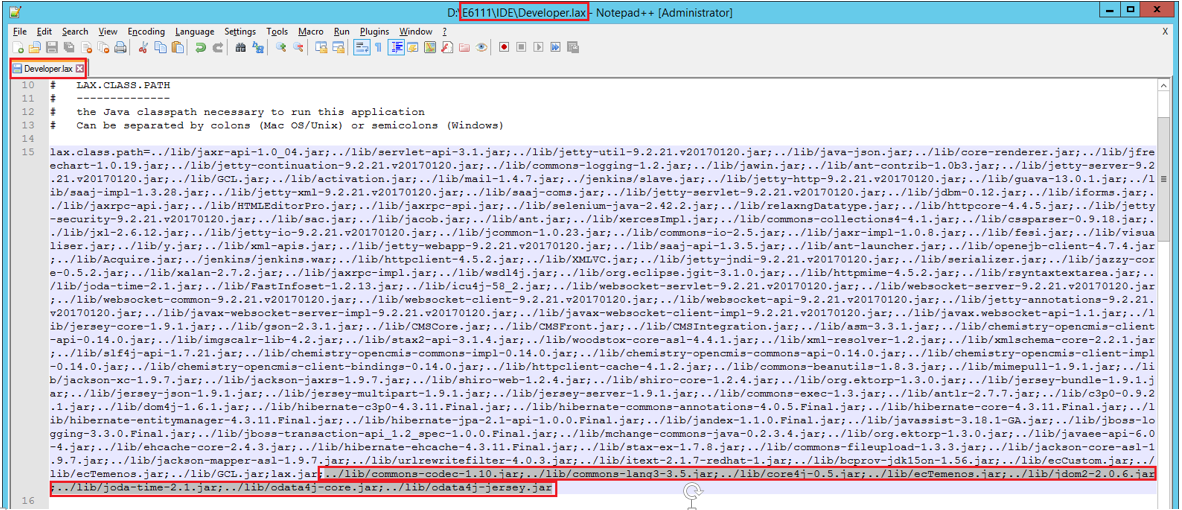 D:\E6111\IDE\Developer.lax - Notepad++ [Administrator]
File Edit Search View Encoding Language Settings Tools Macro Run Plugins Window ? X
Developer.lax
10 # LAX.CLASS.PATH
11 # --------------
12 # the Java classpath necessary to run this application
13 # Can be separated by colons (Mac OS/Unix) or semicolons (Windows)
14
15 lax.class.path=../lib/jaxr-api-1.0_04.jar;../lib/servlet-api-3.1.jar;../lib/jetty-util-9.2.21.v20170120.jar;../lib/java-json.jar;../lib/core-renderer.jar;../lib/jfre
echart-1.0.19.jar;../lib/jetty-continuation-9.2.21.v20170120.jar;../lib/commons-logging-1.2.jar;../lib/jawin.jar;../lib/ant-contrib-1.0b3.jar;../lib/jetty-server-9.2
.21.v20170120.jar;../lib/GCL.jar;../lib/activation.jar;../lib/mail-1.4.7.jar;../jenkins/slave.jar;../lib/jetty-http-9.2.21.v20170120.jar;../lib/guava-13.0.1.jar;../l
ib/saaj-impl-1.3.28.jar;../lib/jetty-xml-9.2.21.v20170120.jar;../lib/saaj-coms.jar;../lib/jetty-servlet-9.2.21.v20170120.jar;../lib/jdbm-0.12.jar;../lib/iforms.jar;.
./lib/jaxrpc-api.jar;../lib/HTMLEditorPro.jar;../lib/jaxrpc-spi.jar;../lib/selenium-java-2.42.2.jar;../lib/relaxngDatatype.jar;../lib/httpcore-4.4.5.jar;../lib/jetty
-security-9.2.21.v20170120.jar;../lib/sac.jar;../lib/jacob.jar;../lib/ant.jar;../lib/xercesImpl.jar;../lib/commons-collections4-4.1.jar;../lib/cssparser-0.9.18.jar;.
./lib/jxl-2.6.12.jar;../lib/jetty-io-9.2.21.v20170120.jar;../lib/jcommon-1.0.23.jar;../lib/commons-io-2.5.jar;../lib/jaxr-impl-1.0.8.jar;../lib/fesi.jar;../lib/visua
liser.jar;../lib/y.jar;../lib/xml-apis.jar;../lib/jetty-webapp-9.2.21.v20170120.jar;../lib/saaj-api-1.3.5.jar;../lib/ant-launcher.jar;../lib/openejb-client-4.7.4.jar
;../lib/Acquire.jar;../jenkins/jenkins.war;../lib/httpclient-4.5.2.jar;../lib/XMLVC.jar;../lib/jetty-jndi-9.2.21.v20170120.jar;../lib/serializer.jar;../lib/jazzy-cor
e-0.5.2.jar;../lib/xalan-2.7.2.jar;../lib/jaxrpc-impl.jar;../lib/wsdl4j.jar;../lib/org.eclipse.jgit-3.1.0.jar;../lib/httpmime-4.5.2.jar;../lib/rsyntaxtextarea.jar;..
/lib/joda-time-2.1.jar;../lib/FastInfoset-1.2.13.jar;../lib/icu4j-58_2.jar;../lib/websocket-servlet-9.2.21.v20170120.jar;../lib/websocket-server-9.2.21.v20170120.jar
;../lib/websocket-common-9.2.21.v20170120.jar;../lib/websocket-client-9.2.21.v20170120.jar;../lib/websocket-api-9.2.21.v20170120.jar;../lib/jetty-annotations-9.2.21.
v20170120.jar;../lib/javax-websocket-server-impl-9.2.21.v20170120.jar;../lib/javax-websocket-client-impl-9.2.21.v20170120.jar;../lib/javax.websocket-api-1.1.jar;../l
ib/jersey-core-1.9.1.jar;../lib/gson-2.3.1.jar;../lib/CMSCore.jar;../lib/CMSFront.jar;../lib/CMSIntegration.jar;../lib/asm-3.3.1.jar;../lib/chemistry-opencmis-client
-api-0.14.0.jar;../lib/imgscalr-lib-4.2.jar;../lib/stax2-api-3.1.4.jar;../lib/woodstox-core-asl-4.4.1.jar;../lib/xml-resolver-1.2.jar;../lib/xmlschema-core-2.2.1.jar
;../lib/slf4j-api-1.7.21.jar;../lib/chemistry-opencmis-commons-impl-0.14.0.jar;../lib/chemistry-opencmis-commons-api-0.14.0.jar;../lib/chemistry-opencmis-client-impl
-0.14.0.jar;../lib/chemistry-opencmis-client-bindings-0.14.0.jar;../lib/httpclient-cache-4.1.2.jar;../lib/commons-beanutils-1.8.3.jar;../lib/mimepull-1.9.1.jar;../li
b/jackson-xc-1.9.7.jar;../lib/jackson-jaxrs-1.9.7.jar;../lib/shiro-web-1.2.4.jar;../lib/shiro-core-1.2.4.jar;../lib/org.ektorp-1.3.0.jar;../lib/jersey-bundle-1.9.1.j
ar;../lib/jersey-json-1.9.1.jar;../lib/jersey-multipart-1.9.1.jar;../lib/jersey-server-1.9.1.jar;../lib/commons-exec-1.3.jar;../lib/antlr-2.7.7.jar;../lib/c3p0-0.9.2
.1.jar;../lib/dom4j-1.6.1.jar;../lib/hibernate-c3p0-4.3.11.Final.jar;../lib/hibernate-commons-annotations-4.0.5.Final.jar;../lib/hibernate-core-4.3.11.Final.jar;../l
ib/hibernate-entitymanager-4.3.11.Final.jar;../lib/hibernate-jpa-2.1-api-1.0.0.Final.jar;../lib/jandex-1.1.0.Final.jar;../lib/javassist-3.18.1-GA.jar;../lib/jboss-lo
gging-3.3.0.Final.jar;../lib/jboss-transaction-api_1.2_spec-1.0.0.Final.jar;../lib/mchange-commons-java-0.2.3.4.jar;../lib/org.ektorp-1.3.0.jar;../lib/javaee-api-6.0
-4.jar;../lib/ehcache-core-2.4.3.jar;../lib/hibernate-ehcache-4.3.11.Final.jar;../lib/stax-ex-1.7.8.jar;../lib/commons-fileupload-1.3.3.jar;../lib/jackson-core-asl-1
.9.7.jar;../lib/jackson-mapper-asl-1.9.7.jar;../lib/urlrewritefilter-4.0.3.jar;../lib/itext-2.1.7-redhat-1.jar;../lib/bcprov-jdk15on-1.56.jar;../lib/ecCustom.jar;../
lib/ecTemenos.jar;../lib/GCL.jar;lax.jar;../lib/commons-codec-1.10.jar;../lib/commons-lang3-3.5.jar;../lib/core4j-0.5.jar;../lib/ecTemenos.jar;../lib/jdom2-2.0.6.jar
;../lib/joda-time-2.1.jar;../lib/odata4j-core.jar;../lib/odata4j-jersey.jar
16